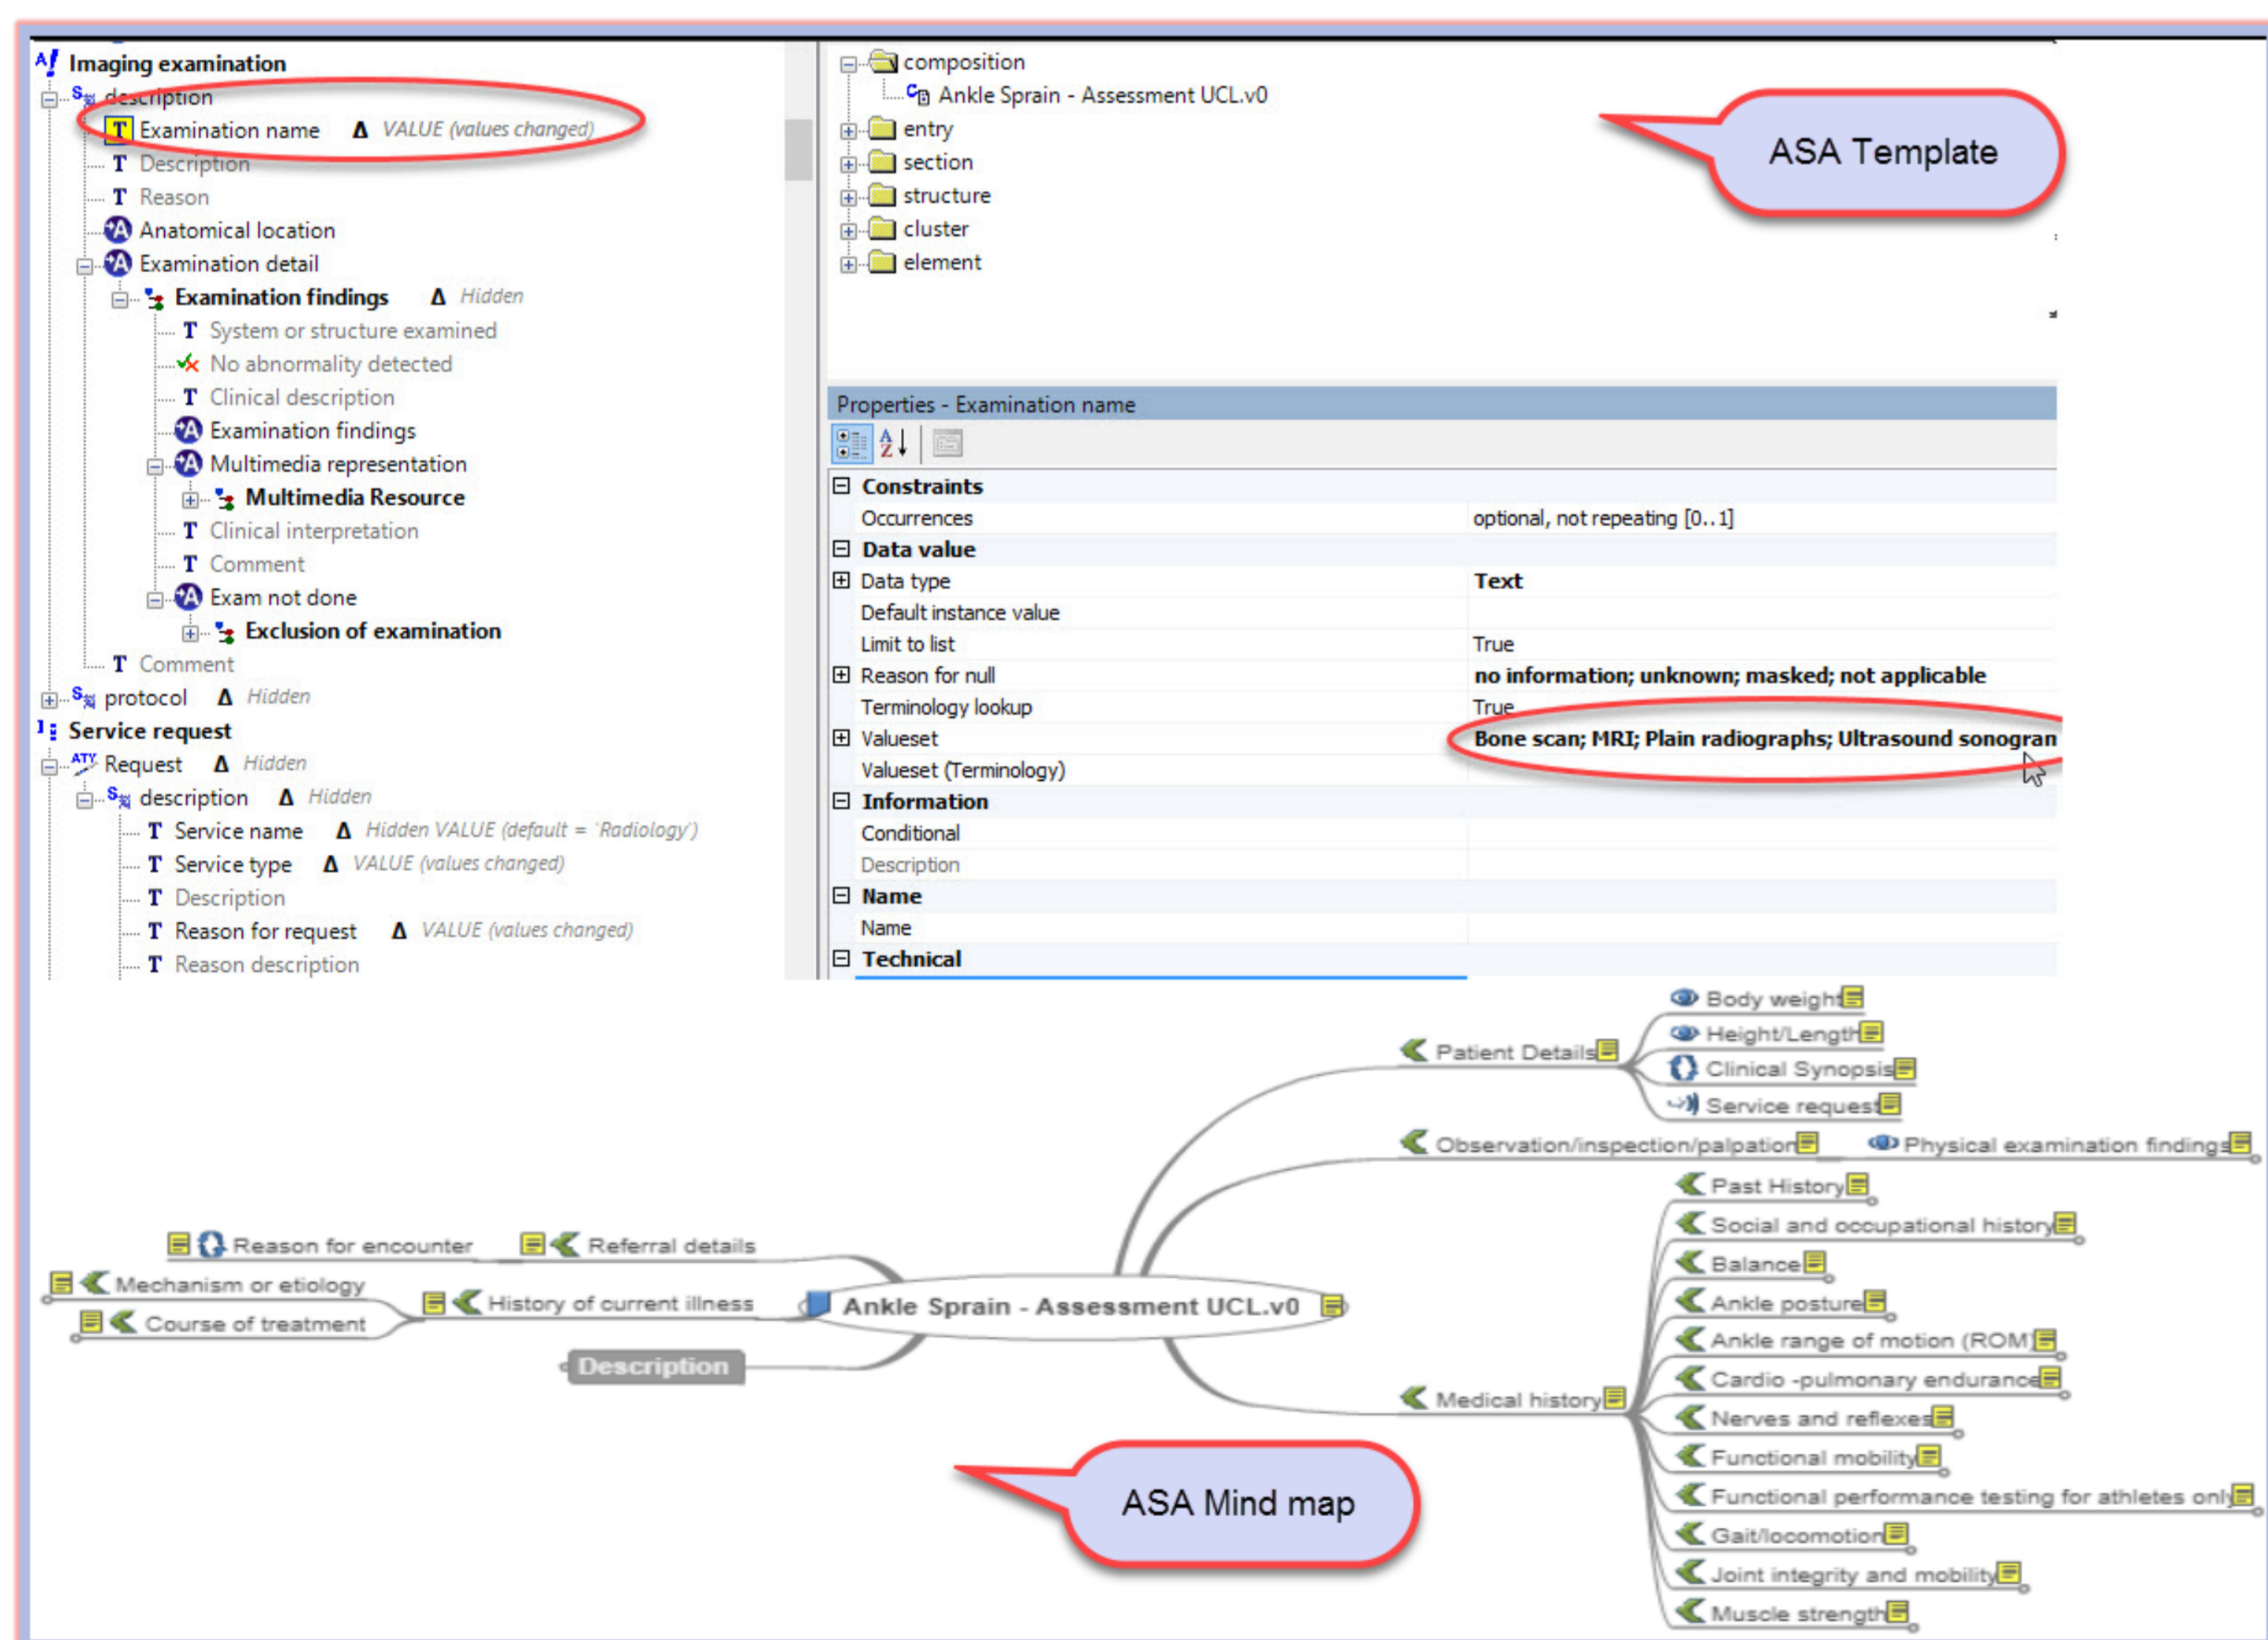 Imaging examination
description
T Examination name Δ VALUE (values changed)
T Description
T Reason
Anatomical location
Examination detail
Examination findings Δ Hidden
T System or structure examined
No abnormality detected
T Clinical description
Examination findings
Multimedia representation
Multimedia Resource
T Clinical interpretation
T Comment
Exam not done
Exclusion of examination
T Comment
protocol Δ Hidden
Service request
Request Δ Hidden
description Δ Hidden
T Service name Δ Hidden VALUE (default = 'Radiology')
T Service type Δ VALUE (values changed)
T Description
T Reason for request Δ VALUE (values changed)
T Reason description
composition
Ankle Sprain - Assessment UCL.v0
entry
section
structure
cluster
element
ASA Template
Properties - Examination name
Constraints
Occurrences optional, not repeating [0..1]
Data value
Data type Text
Default instance value
Limit to list True
Reason for null no information; unknown; masked; not applicable
Terminology lookup True
Valueset Bone scan; MRI; Plain radiographs; Ultrasound sonogram
Valueset (Terminology)
Information
Conditional
Description
Name
Name
Technical
Reason for encounter
Referral details
Mechanism or etiology
Course of treatment
History of current illness
Description
Ankle Sprain - Assessment UCL.v0
Patient Details
Body weight
Height/Length
Clinical Synopsis
Service request
Observation/inspection/palpation
Physical examination findings
Medical history
Past History
Social and occupational history
Balance
Ankle posture
Ankle range of motion (ROM)
Cardio -pulmonary endurance
Nerves and reflexes
Functional mobility
Functional performance testing for athletes only
Gait/locomotion
Joint integrity and mobility
Muscle strength
ASA Mind map